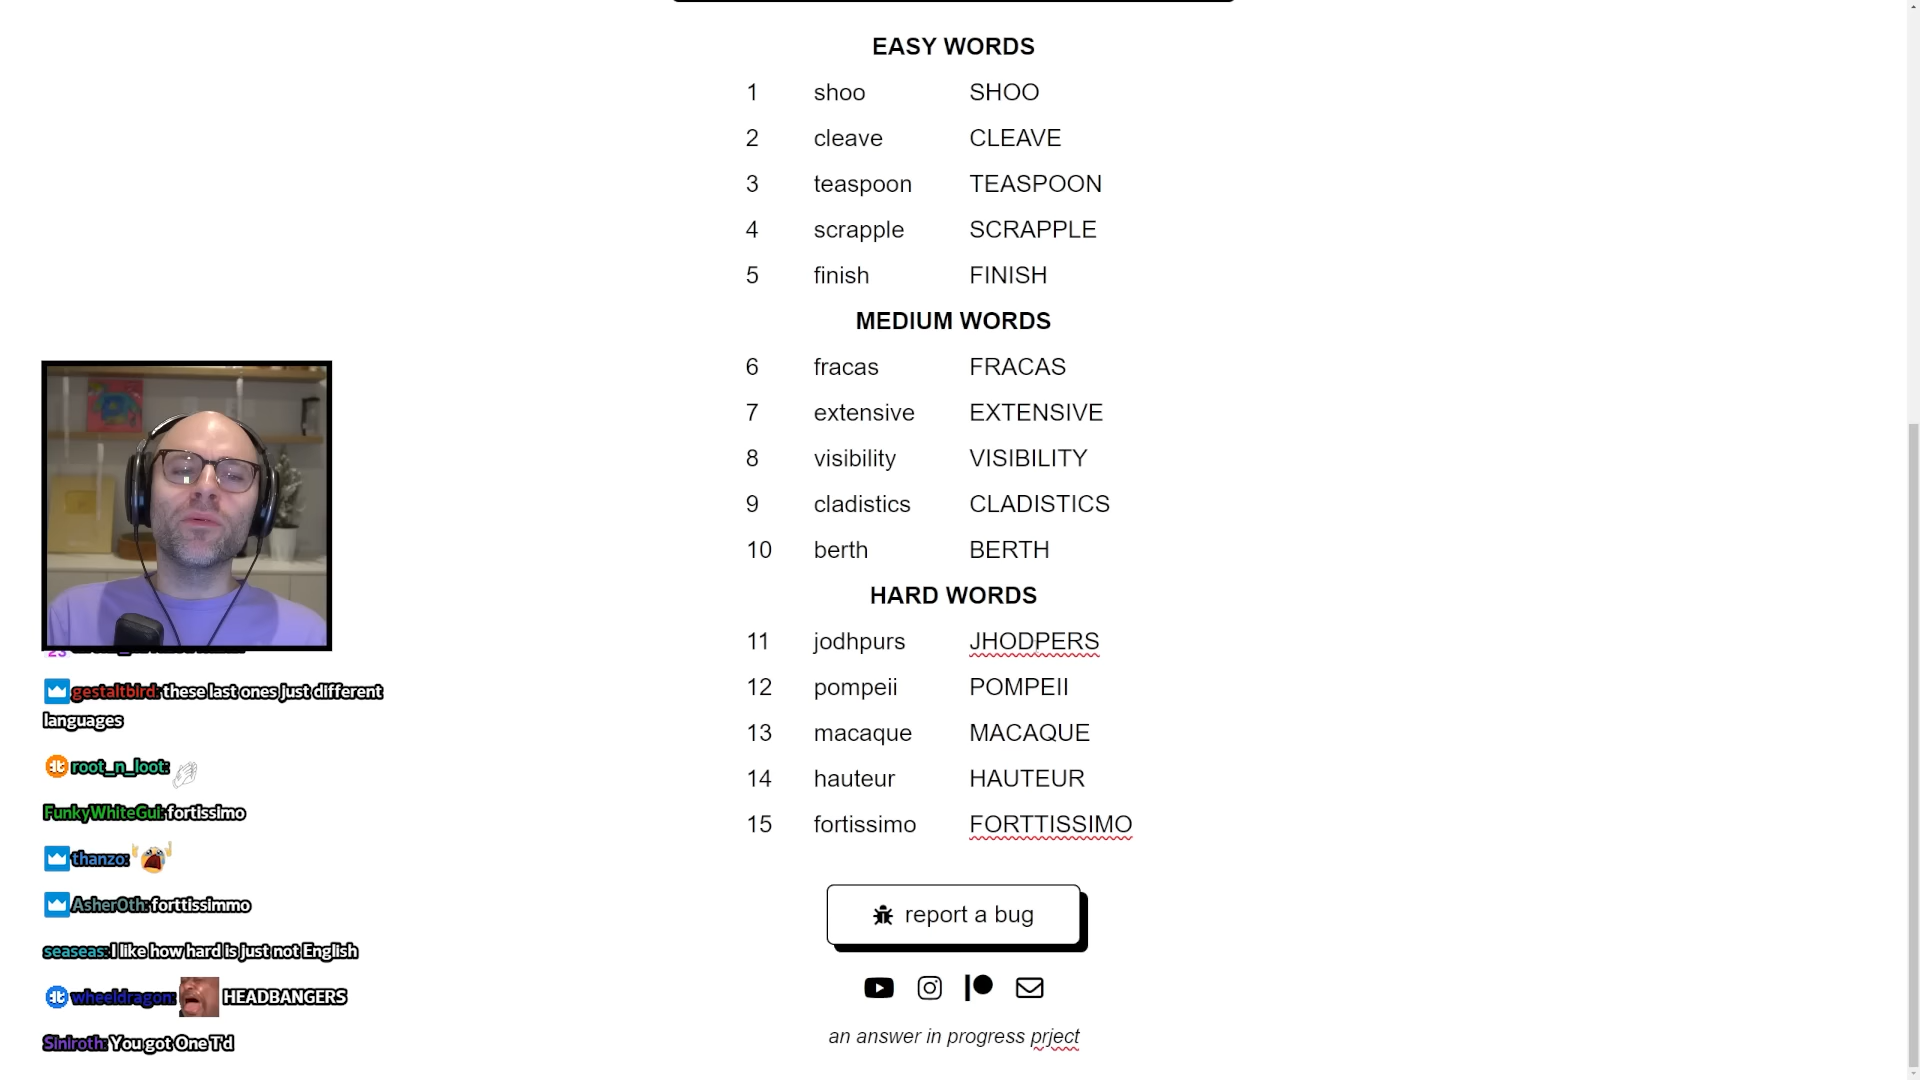 EASY WORDS
1 shoo SHOO
2 cleave CLEAVE
3 teaspoon TEASPOON
4 scrapple SCRAPPLE
5 finish FINISH
MEDIUM WORDS
6 fracas FRACAS
7 extensive EXTENSIVE
8 visibility VISIBILITY
9 cladistics CLADISTICS
10 berth BERTH
HARD WORDS
11 jodhpurs JHODPERS
12 pompeii POMPEII
13 macaque MACAQUE
14 hauteur HAUTEUR
15 fortissimo FORTTISSIMO
report a bug
an answer in progress prject
23
gestaltbird: these last ones just different
languages
root_n_loot:
FunkyWhiteGui: fortissimo
thanzo:
AsherOth: forttissimmo
seaseas: I like how hard is just not English
wheeldragon: HEADBANGERS
Siniroth: You got One T'd